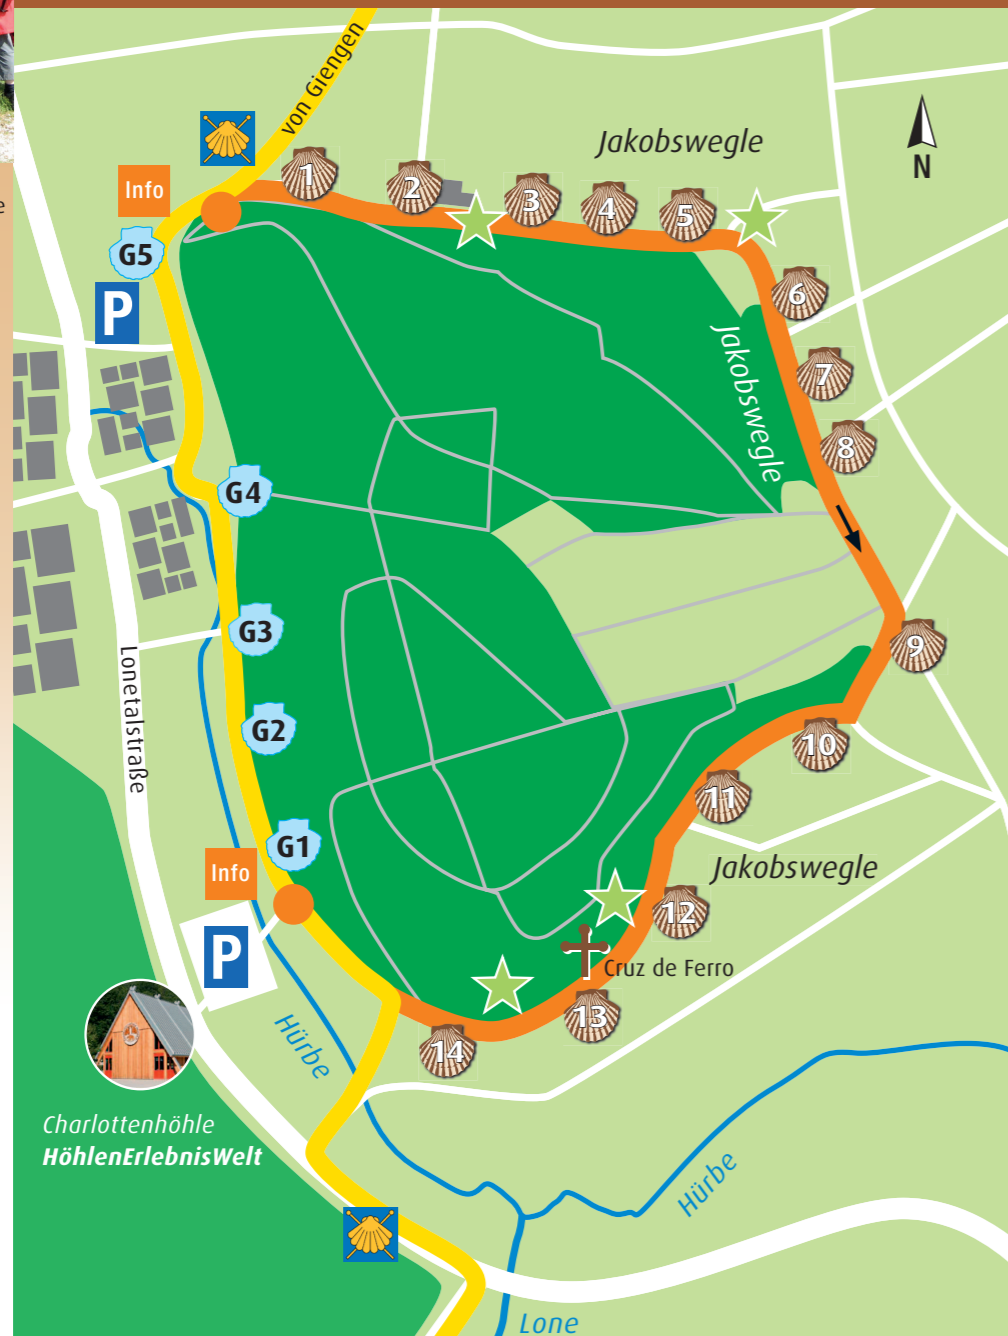 von Giengen
Jakobswegle
N
Info
1
2
3
4
5
G5
P
6
Jakobswegle
7
8
G4
9
G3
Lonetalstraße
G2
10
11
G1
Info
Jakobswegle
12
P
Cruz de Ferro
13
Hürbe
14
Charlottenhöhle
HöhlenErlebnisWelt
Hürbe
Lone